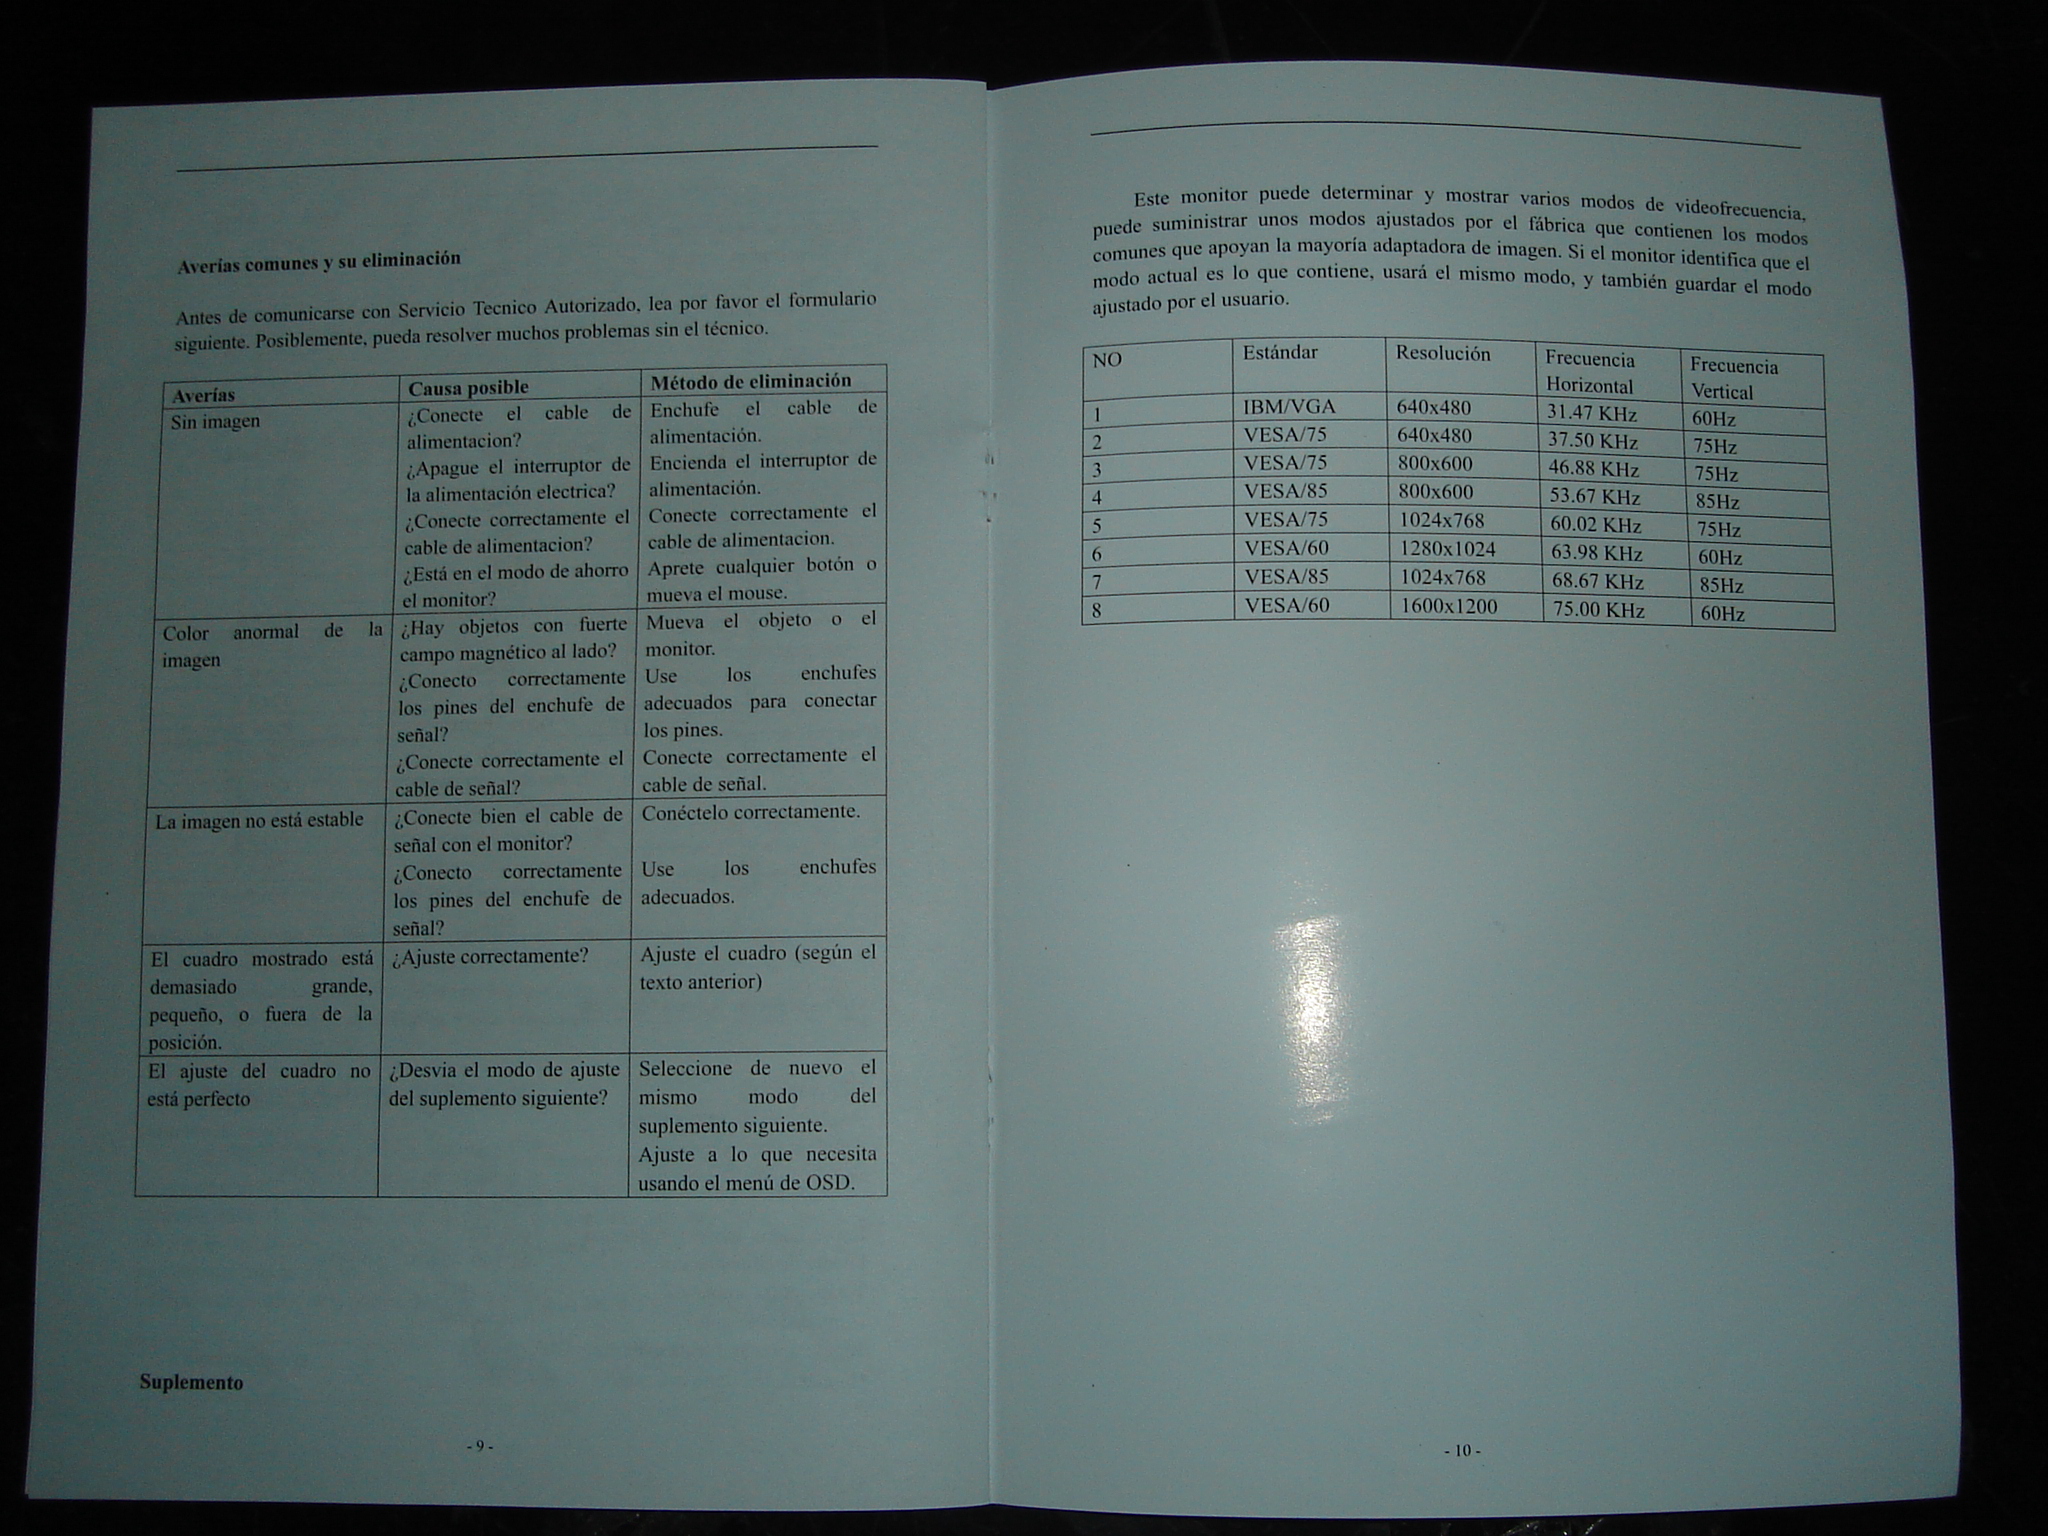 Averías comunes y su eliminación
Antes de comunicarse con Servicio Tecnico Autorizado, lea por favor el formulario
siguiente. Posiblemente, pueda resolver muchos problemas sin el técnico.
Averías Causa posible Método de eliminación
Sin imagen ¿Conecte el cable de Enchufe el cable de
alimentacion? alimentación.
¿Apague el interruptor de Encienda el interruptor de
la alimentación electrica? alimentación.
¿Conecte correctamente el Conecte correctamente el
cable de alimentacion? cable de alimentacion.
¿Está en el modo de ahorro Aprete cualquier botón o
el monitor? mueva el mouse.
Color anormal de la ¿Hay objetos con fuerte Mueva el objeto o el
imagen campo magnético al lado? monitor.
¿Conecto correctamente Use los enchufes
los pines del enchufe de adecuados para conectar
señal? los pines.
¿Conecte correctamente el Conecte correctamente el
cable de señal? cable de señal.
La imagen no está estable ¿Conecte bien el cable de Conéctelo correctamente.
señal con el monitor?
¿Conecto correctamente Use los enchufes
los pines del enchufe de adecuados.
señal?
El cuadro mostrado está ¿Ajuste correctamente? Ajuste el cuadro (según el
demasiado grande, texto anterior)
pequeño, o fuera de la
posición.
El ajuste del cuadro no ¿Desvia el modo de ajuste Seleccione de nuevo el
está perfecto del suplemento siguiente? mismo modo del
suplemento siguiente.
Ajuste a lo que necesita
usando el menú de OSD.
Suplemento
- 9 -
Este monitor puede determinar y mostrar varios modos de videofrecuencia,
puede suministrar unos modos ajustados por el fábrica que contienen los modos
comunes que apoyan la mayoría adaptadora de imagen. Si el monitor identifica que el
modo actual es lo que contiene, usará el mismo modo, y también guardar el modo
ajustado por el usuario.
NO Estándar Resolución Frecuencia Frecuencia
Horizontal Vertical
1 IBM/VGA 640x480 31.47 KHz 60Hz
2 VESA/75 640x480 37.50 KHz 75Hz
3 VESA/75 800x600 46.88 KHz 75Hz
4 VESA/85 800x600 53.67 KHz 85Hz
5 VESA/75 1024x768 60.02 KHz 75Hz
6 VESA/60 1280x1024 63.98 KHz 60Hz
7 VESA/85 1024x768 68.67 KHz 85Hz
8 VESA/60 1600x1200 75.00 KHz 60Hz
- 10 -